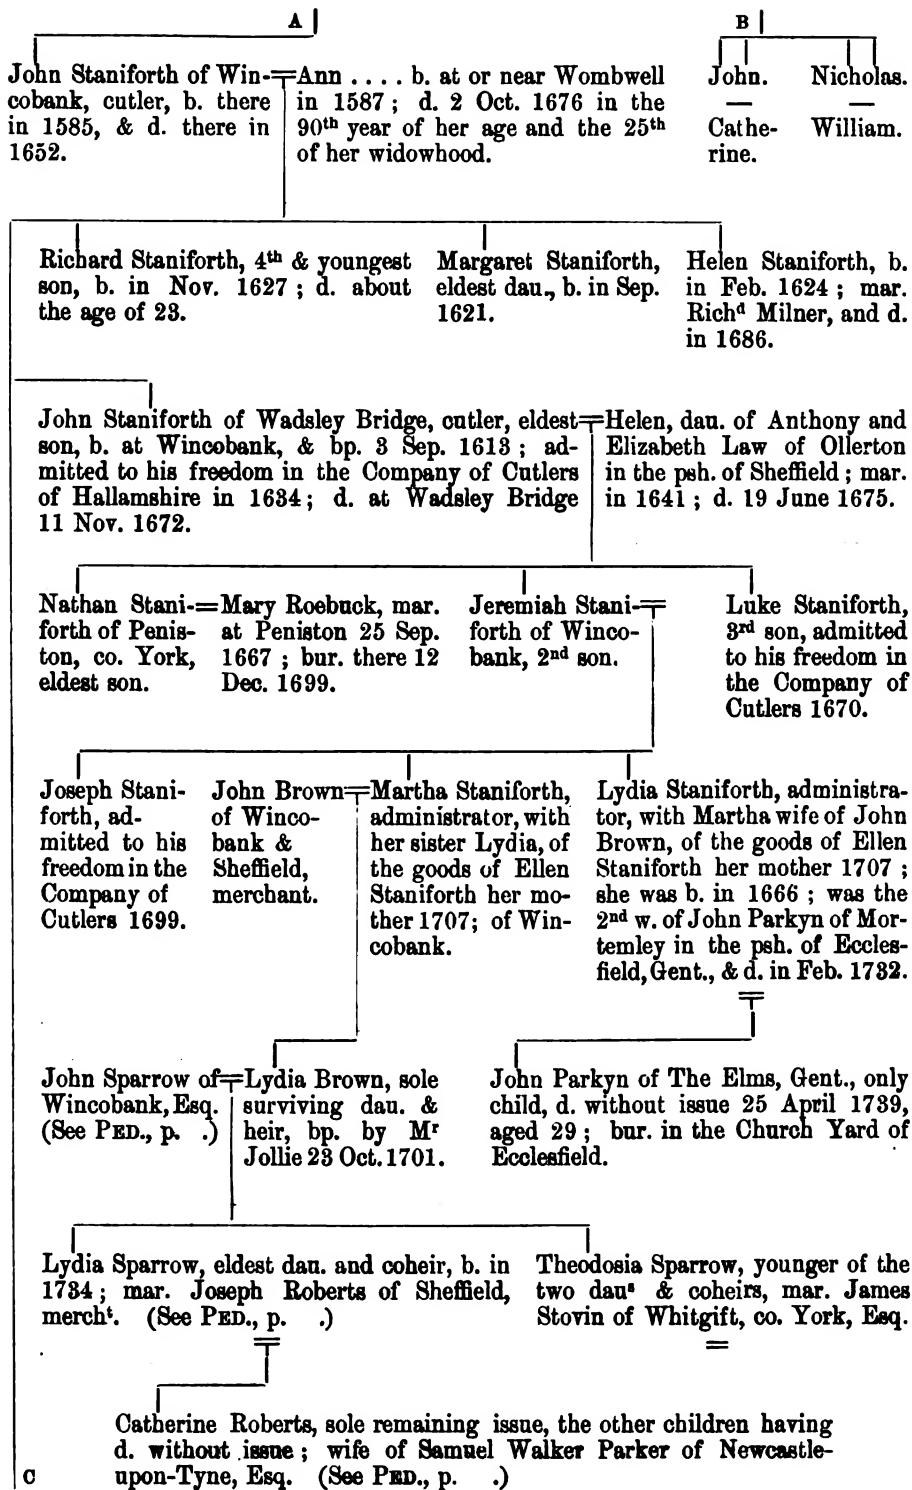 A
B
John Staniforth of Win-
cobank, cutler, b. there
in 1585, & d. there in
1652.
Ann . . . . b. at or near Wombwell
in 1587 ; d. 2 Oct. 1676 in the
90th year of her age and the 25th
of her widowhood.
John.
—
Cathe-
rine.
Nicholas.
—
William.
Richard Staniforth, 4th & youngest
son, b. in Nov. 1627 ; d. about
the age of 23.
Margaret Staniforth,
eldest dau., b. in Sep.
1621.
Helen Staniforth, b.
in Feb. 1624 ; mar.
Richd Milner, and d.
in 1686.
John Staniforth of Wadsley Bridge, cutler, eldest
son, b. at Wincobank, & bp. 3 Sep. 1613 ; ad-
mitted to his freedom in the Company of Cutlers
of Hallamshire in 1634 ; d. at Wadsley Bridge
11 Nov. 1672.
Helen, dau. of Anthony and
Elizabeth Law of Ollerton
in the psh. of Sheffield ; mar.
in 1641 ; d. 19 June 1675.
Nathan Stani-
forth of Penis-
ton, co. York,
eldest son.
Mary Roebuck, mar.
at Peniston 25 Sep.
1667 ; bur. there 12
Dec. 1699.
Jeremiah Stani-
forth of Winco-
bank, 2nd son.
Luke Staniforth,
3rd son, admitted
to his freedom in
the Company of
Cutlers 1670.
Joseph Stani-
forth, ad-
mitted to his
freedom in the
Company of
Cutlers 1699.
John Brown
of Winco-
bank &
Sheffield,
merchant.
Martha Staniforth,
administrator, with
her sister Lydia, of
the goods of Ellen
Staniforth her mo-
ther 1707; of Win-
cobank.
Lydia Staniforth, administra-
tor, with Martha wife of John
Brown, of the goods of Ellen
Staniforth her mother 1707 ;
she was b. in 1666 ; was the
2nd w. of John Parkyn of Mor-
temley in the psh. of Eccles-
field, Gent., & d. in Feb. 1732.
John Sparrow of
Wincobank, Esq.
(See PED., p. .)
Lydia Brown, sole
surviving dau. &
heir, bp. by Mr
Jollie 23 Oct. 1701.
John Parkyn of The Elms, Gent., only
child, d. without issue 25 April 1739,
aged 29 ; bur. in the Church Yard of
Ecclesfield.
Lydia Sparrow, eldest dau. and coheir, b. in
1734 ; mar. Joseph Roberts of Sheffield,
mercht. (See PED., p. .)
Theodosia Sparrow, younger of the
two daus & coheirs, mar. James
Stovin of Whitgift, co. York, Esq.
Catherine Roberts, sole remaining issue, the other children having
d. without issue ; wife of Samuel Walker Parker of Newcastle-
upon-Tyne, Esq. (See PED., p. .)
C